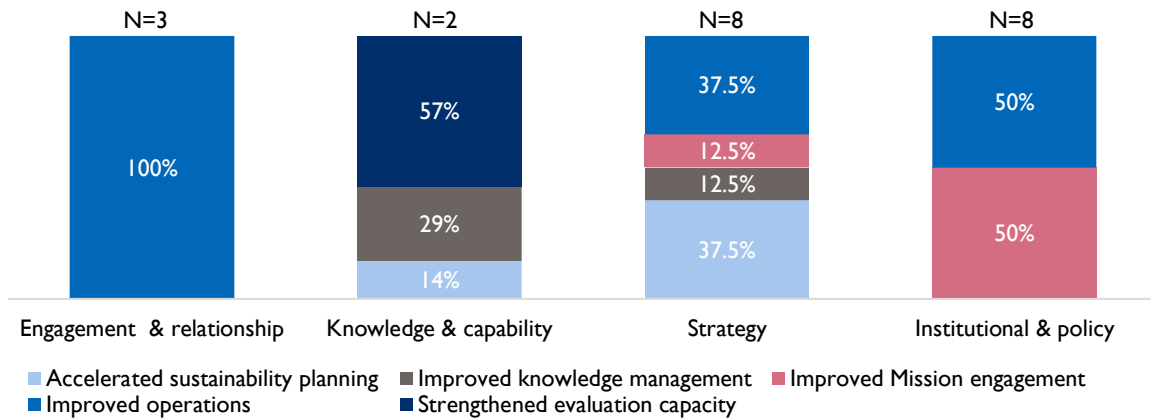 N=3 N=2 N=8 N=8
100%
57%
29%
14%
37.5%
12.5%
12.5%
37.5%
50%
50%
Engagement & relationship Knowledge & capability Strategy Institutional & policy
Accelerated sustainability planning Improved knowledge management Improved Mission engagement
Improved operations Strengthened evaluation capacity